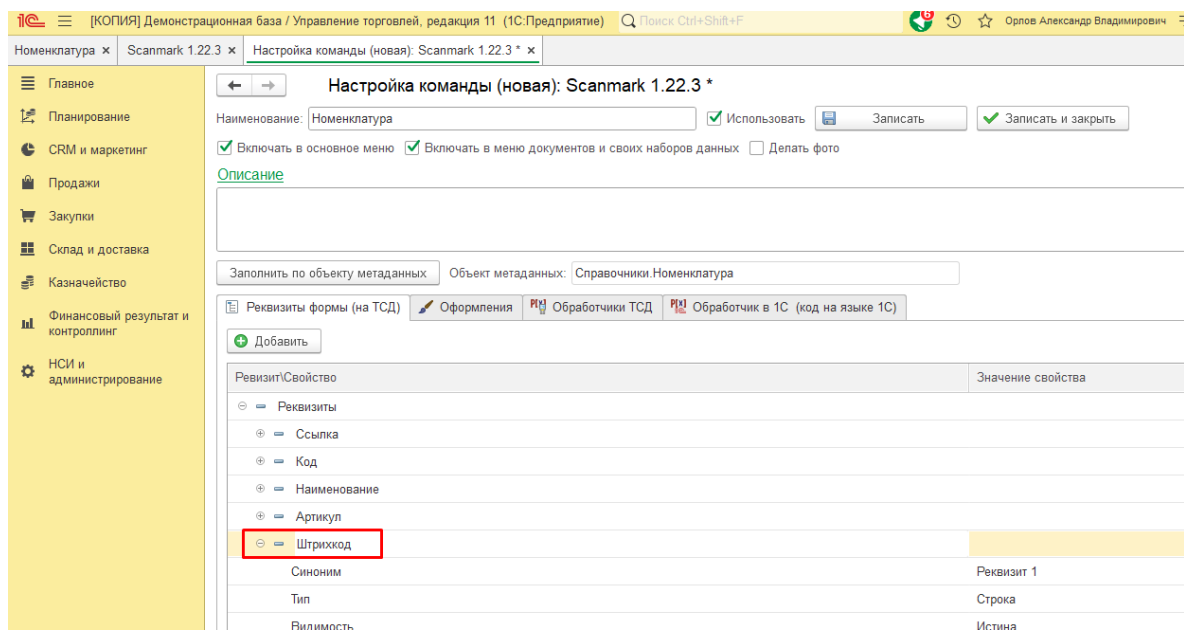 1С [КОПИЯ] Демонстрационная база / Управление торговлей, редакция 11 (1С:Предприятие) Поиск Ctrl+Shift+F 6 Орлов Александр Владимирович
Номенклатура × Scanmark 1.22.3 × Настройка команды (новая): Scanmark 1.22.3 * ×
Главное
Планирование
CRM и маркетинг
Продажи
Закупки
Склад и доставка
Казначейство
Финансовый результат и
контроллинг
НСИ и
администрирование
Настройка команды (новая): Scanmark 1.22.3 *
Наименование: Номенклатура Использовать Записать Записать и закрыть
Включать в основное меню Включать в меню документов и своих наборов данных Делать фото
Описание
Заполнить по объекту метаданных Объект метаданных: Справочники.Номенклатура
Реквизиты формы (на ТСД) Оформления Обработчики ТСД Обработчик в 1С (код на языке 1С)
Добавить
Ревизит\Свойство Значение свойства
Реквизиты
Ссылка
Код
Наименование
Артикул
Штрихкод
Синоним Реквизит 1
Тип Строка
Видимость Истина